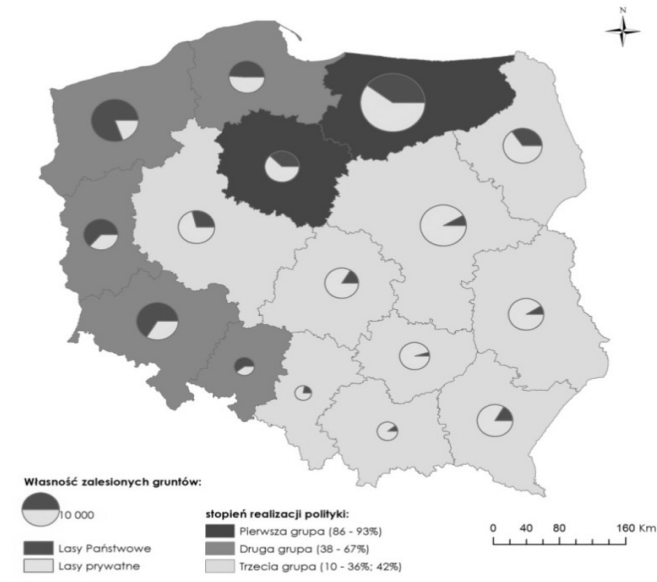 N
Własność zalesionych gruntów:
10 000
Lasy Państwowe
Lasy prywatne
stopień realizacji polityki:
Pierwsza grupa (86 - 93%)
Druga grupa (38 - 67%)
Trzecia grupa (10 - 36%; 42%)
0 40 80 160 Km